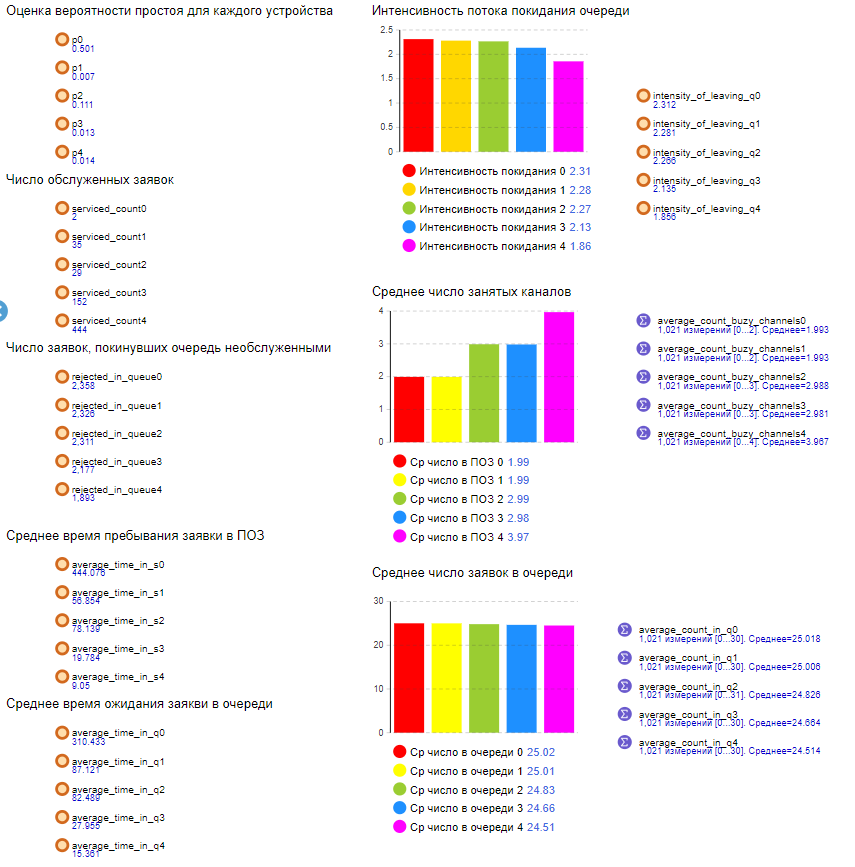 Оценка вероятности простоя для каждого устройства
p0
0.501
p1
0.007
p2
0.111
p3
0.013
p4
0.014
Число обслуженных заявок
serviced_count0
2
serviced_count1
35
serviced_count2
29
serviced_count3
152
serviced_count4
444
Число заявок, покинувших очередь необслуженными
rejected_in_queue0
2,358
rejected_in_queue1
2,326
rejected_in_queue2
2,311
rejected_in_queue3
2,177
rejected_in_queue4
1,893
Среднее время пребывания заявки в ПОЗ
average_time_in_s0
444.076
average_time_in_s1
56.854
average_time_in_s2
78.139
average_time_in_s3
19.784
average_time_in_s4
9.05
Среднее время ожидания заякви в очереди
average_time_in_q0
310.433
average_time_in_q1
87.121
average_time_in_q2
82.489
average_time_in_q3
27.955
average_time_in_q4
15.361
Интенсивность потока покидания очереди
2.5
2
1.5
1
0.5
0
Интенсивность покидания 0 2.31
Интенсивность покидания 1 2.28
Интенсивность покидания 2 2.27
Интенсивность покидания 3 2.13
Интенсивность покидания 4 1.86
intensity_of_leaving_q0
2.312
intensity_of_leaving_q1
2.281
intensity_of_leaving_q2
2.266
intensity_of_leaving_q3
2.135
intensity_of_leaving_q4
1.856
Среднее число занятых каналов
4
3
2
1
0
Ср число в ПОЗ 0 1.99
Ср число в ПОЗ 1 1.99
Ср число в ПОЗ 2 2.99
Ср число в ПОЗ 3 2.98
Ср число в ПОЗ 4 3.97
average_count_buzy_channels0
1,021 измерений [0...2]. Среднее=1.993
average_count_buzy_channels1
1,021 измерений [0...2]. Среднее=1.993
average_count_buzy_channels2
1,021 измерений [0...3]. Среднее=2.988
average_count_buzy_channels3
1,021 измерений [0...3]. Среднее=2.981
average_count_buzy_channels4
1,021 измерений [0...4]. Среднее=3.967
Среднее число заявок в очереди
30
20
10
0
Ср число в очереди 0 25.02
Ср число в очереди 1 25.01
Ср число в очереди 2 24.83
Ср число в очереди 3 24.66
Ср число в очереди 4 24.51
average_count_in_q0
1,021 измерений [0...30]. Среднее=25.018
average_count_in_q1
1,021 измерений [0...30]. Среднее=25.006
average_count_in_q2
1,021 измерений [0...31]. Среднее=24.826
average_count_in_q3
1,021 измерений [0...30]. Среднее=24.664
average_count_in_q4
1,021 измерений [0...30]. Среднее=24.514